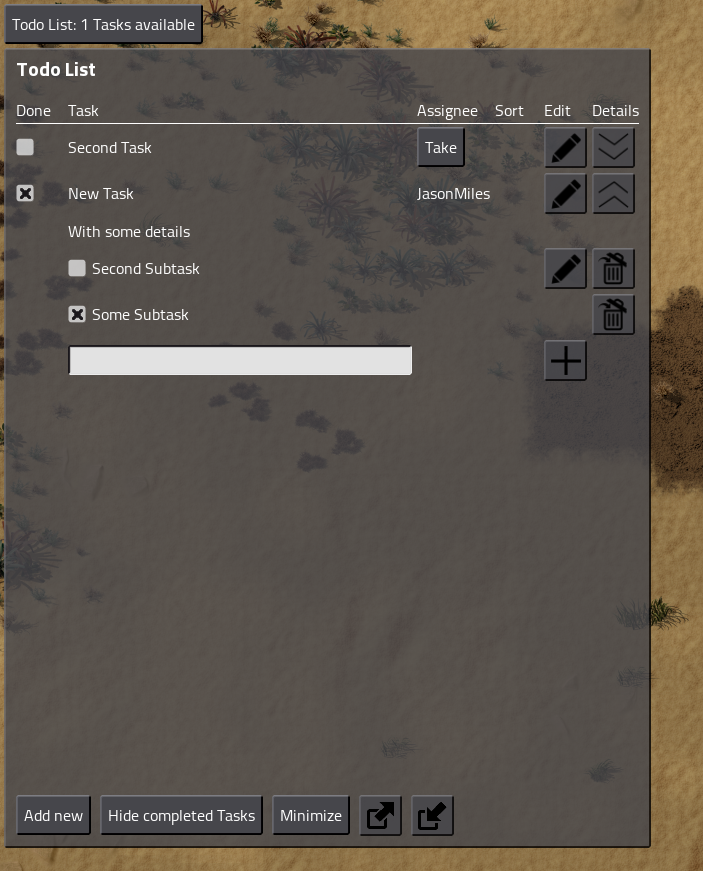 Todo List: 1 Tasks available
Todo List
Done Task Assignee Sort Edit Details
Second Task Take
New Task JasonMiles
With some details
Second Subtask
Some Subtask
Add new Hide completed Tasks Minimize